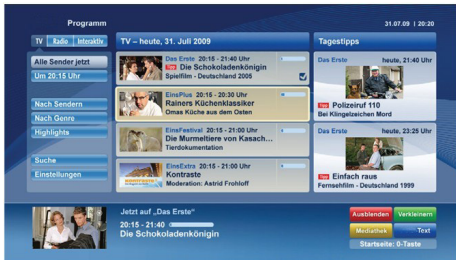 Programm
31.07.09 | 20:20
TV Radio Interaktiv
Alle Sender jetzt
Um 20:15 Uhr
Nach Sendern
Nach Genre
Highlights
Suche
Einstellungen
TV – heute, 31. Juli 2009
Das Erste 20:15 - 21:40 Uhr
Tipp Die Schokoladenkönigin
Spielfilm - Deutschland 2005
EinsPlus 20:15 - 20:30 Uhr
Rainers Küchenklassiker
Omas Küche aus dem Osten
EinsFestival 20:15 - 21:00 Uhr
Die Murmeltiere von Kasach...
Tierdokumentation
EinsExtra 20:15 - 21:00 Uhr
Kontraste
Moderation: Astrid Frohloff
Tagestipps
Das Erste heute, 21:40 Uhr
Tipp Polizeiruf 110
Bei Klingelzeichen Mord
Das Erste heute, 23:25 Uhr
Tipp Einfach raus
Fernsehfilm - Deutschland 1999
Jetzt auf „Das Erste“
20:15 - 21:40
Die Schokoladenkönigin
Ausblenden Verkleinern
Mediathek Text
Startseite: 0-Taste